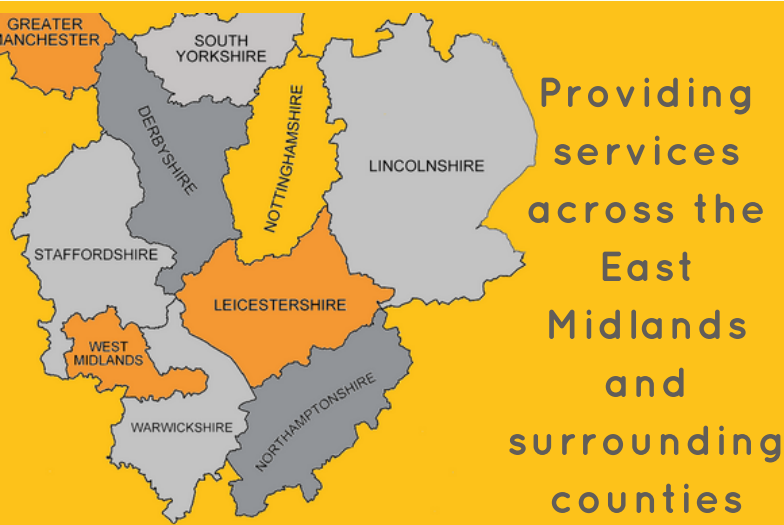 GREATER
MANCHESTER
SOUTH
YORKSHIRE
DERBYSHIRE
NOTTINGHAMSHIRE
LINCOLNSHIRE
STAFFORDSHIRE
LEICESTERSHIRE
WEST
MIDLANDS
WARWICKSHIRE
NORTHAMPTONSHIRE
Providing
services
across the
East
Midlands
and
surrounding
counties